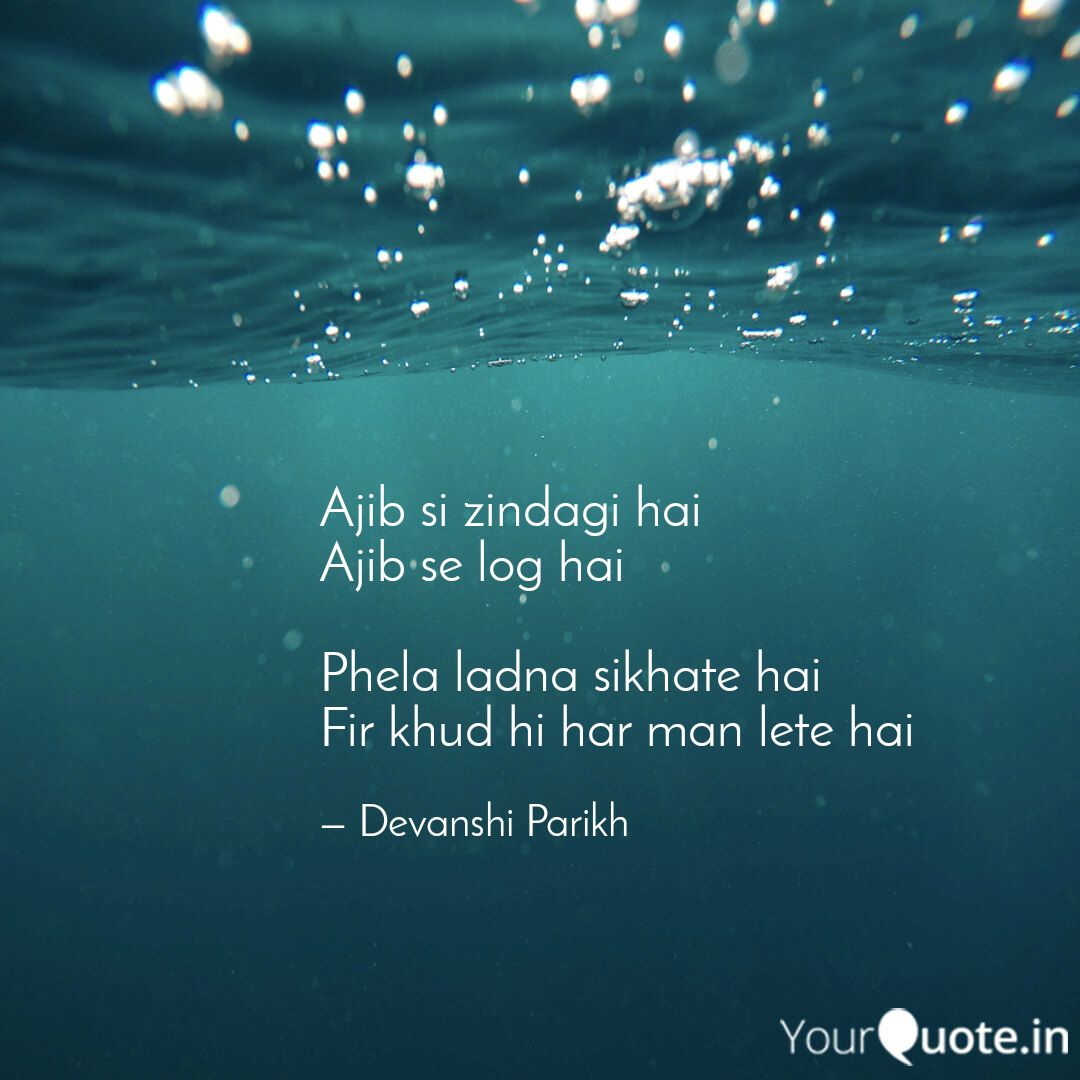 Ajib si zindagi hai
Ajib se log hai
Phela ladna sikhate hai
Fir khud hi har man lete hai
– Devanshi Parikh
YourQuote.in